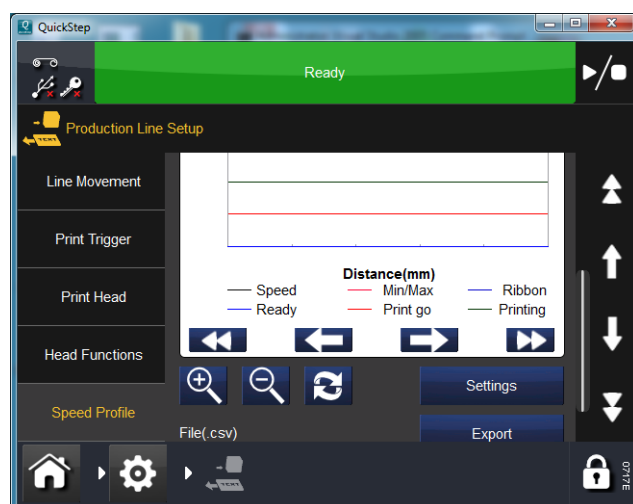 QuickStep
Ready
Production Line Setup
Line Movement
Print Trigger
Print Head
Head Functions
Speed Profile
Distance(mm)
Speed Min/Max Ribbon
Ready Print go Printing
Settings
File(.csv) Export
0717E